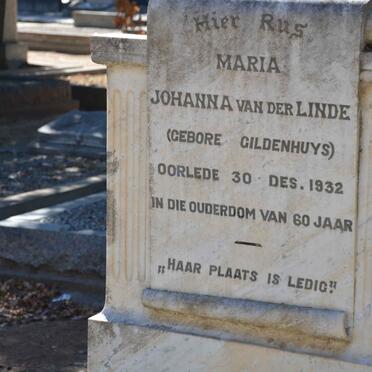 Hier Rus
MARIA
JOHANNA VAN DER LINDE
(GEBORE GILDENHUYS)
OORLEDE 30 DES. 1932
IN DIE OUDERDOM VAN 60 JAAR
„HAAR PLAATS IS LEDIG."